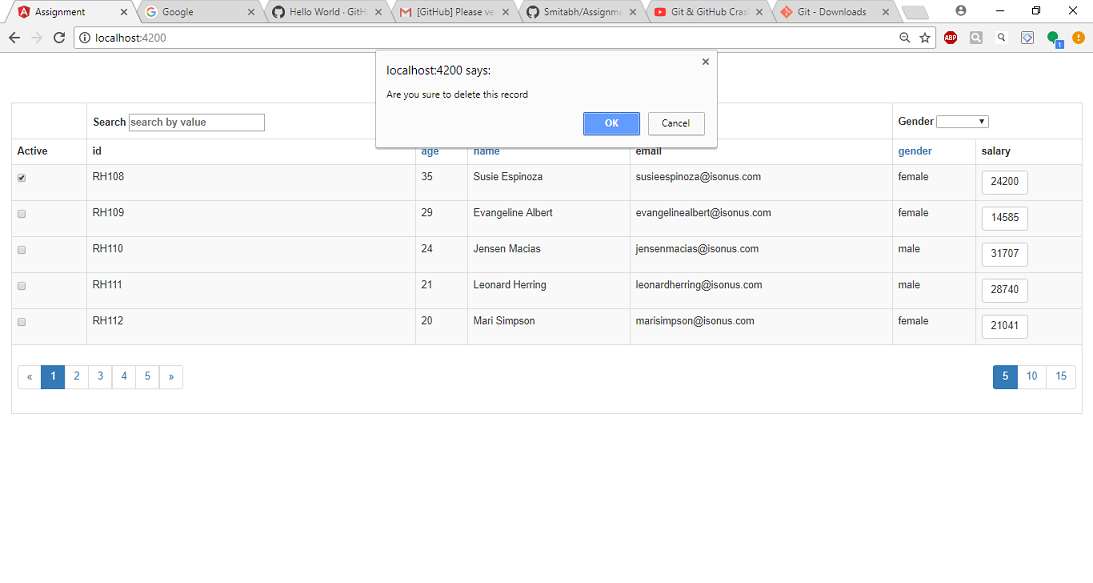 Assignment
Google
Hello World · GitH
[GitHub] Please ve
Smitabh/Assignme
Git & GitHub Cras
Git - Downloads
localhost:4200
ABP
1
localhost:4200 says:
Are you sure to delete this record
OK Cancel
Search search by value Gender
Active id age name email gender salary
RH108 35 Susie Espinoza susieespinoza@isonus.com female 24200
RH109 29 Evangeline Albert evangelinealbert@isonus.com female 14585
RH110 24 Jensen Macias jensenmacias@isonus.com male 31707
RH111 21 Leonard Herring leonardherring@isonus.com male 28740
RH112 20 Mari Simpson marisimpson@isonus.com female 21041
« 1 2 3 4 5 » 5 10 15